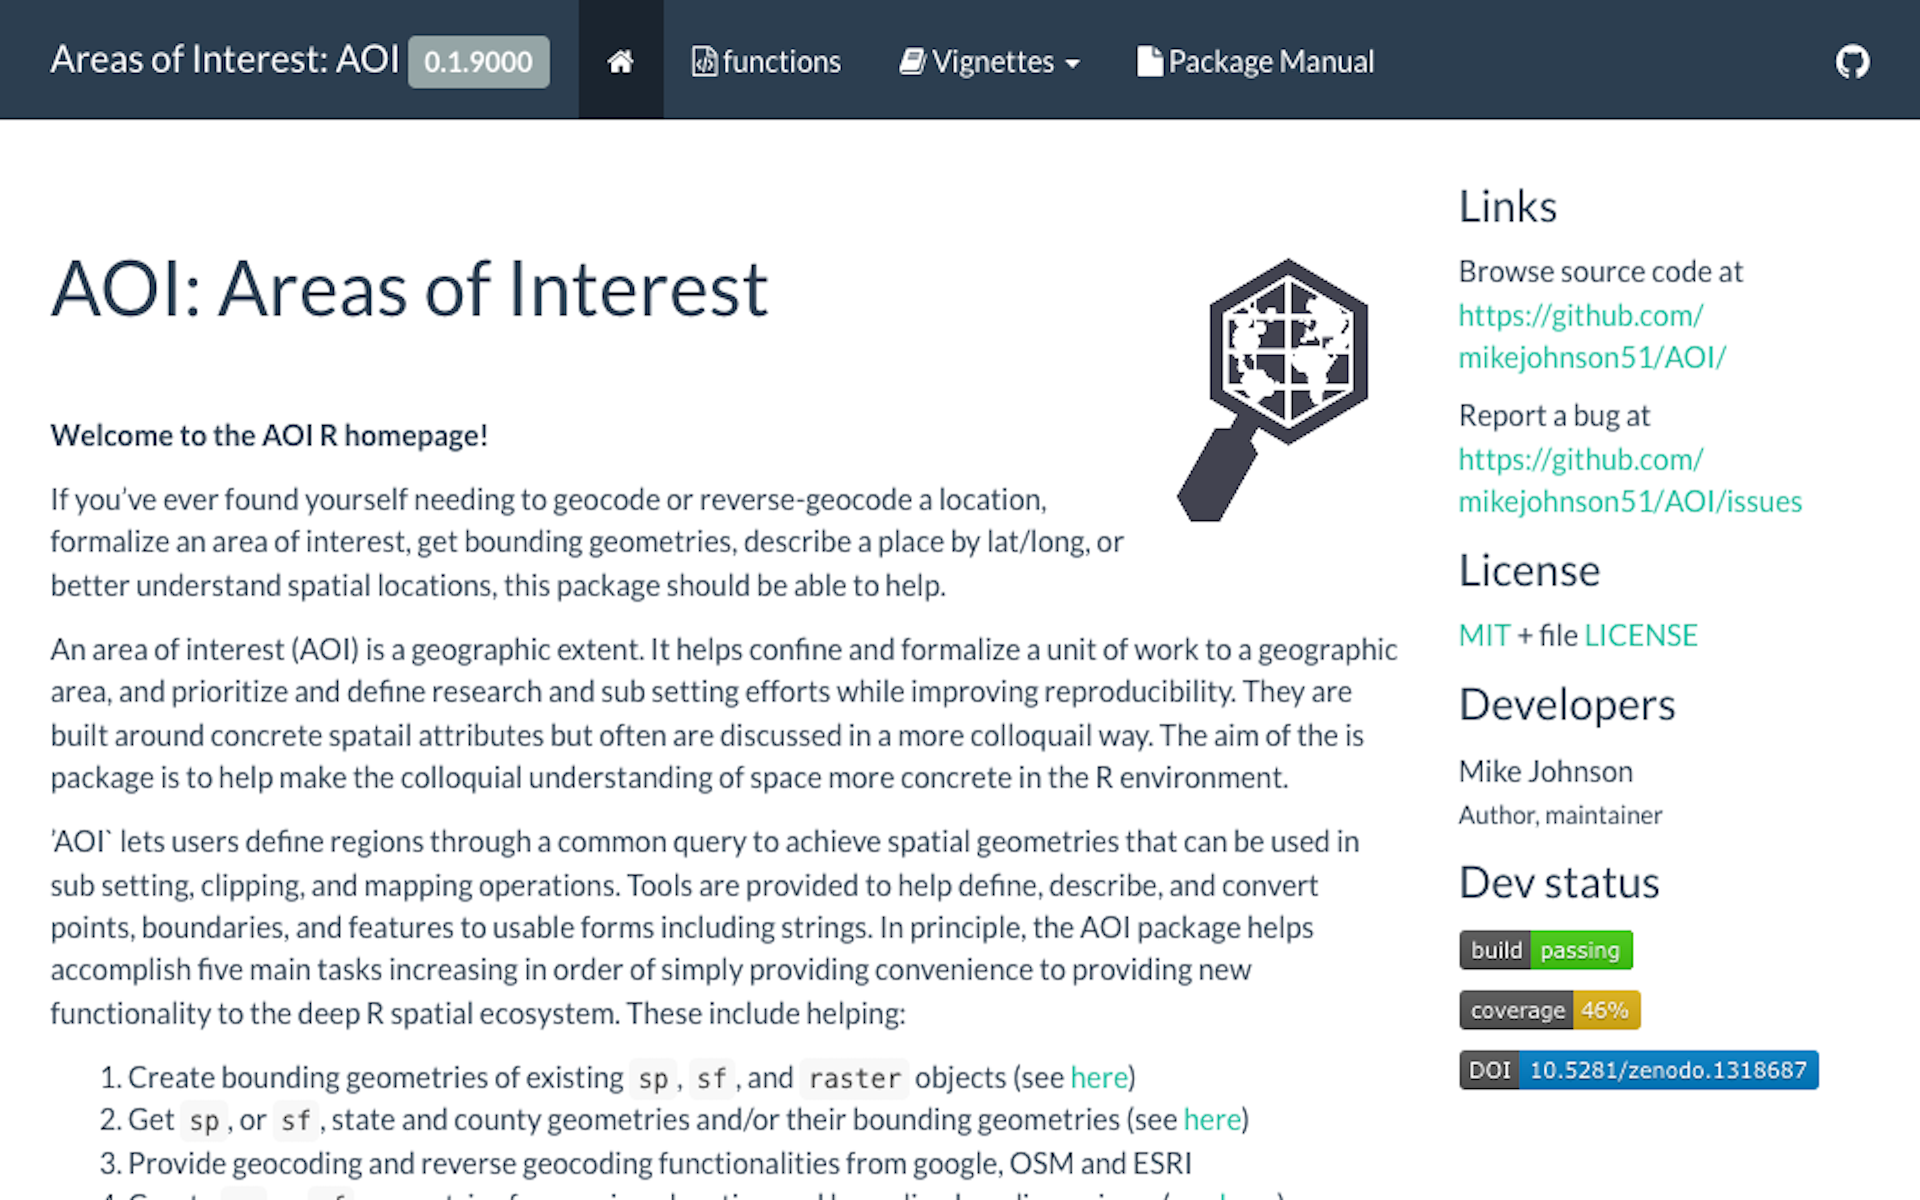 Areas of Interest: AOI 0.1.9000 functions Vignettes Package Manual
AOI: Areas of Interest
Welcome to the AOI R homepage!
If you’ve ever found yourself needing to geocode or reverse-geocode a location,
formalize an area of interest, get bounding geometries, describe a place by lat/long, or
better understand spatial locations, this package should be able to help.
An area of interest (AOI) is a geographic extent. It helps confine and formalize a unit of work to a geographic
area, and prioritize and define research and sub setting efforts while improving reproducibility. They are
built around concrete spatail attributes but often are discussed in a more colloquail way. The aim of the is
package is to help make the colloquial understanding of space more concrete in the R environment.
’AOI` lets users define regions through a common query to achieve spatial geometries that can be used in
sub setting, clipping, and mapping operations. Tools are provided to help define, describe, and convert
points, boundaries, and features to usable forms including strings. In principle, the AOI package helps
accomplish five main tasks increasing in order of simply providing convenience to providing new
functionality to the deep R spatial ecosystem. These include helping:
1. Create bounding geometries of existing sp, sf, and raster objects (see here)
2. Get sp, or sf, state and county geometries and/or their bounding geometries (see here)
3. Provide geocoding and reverse geocoding functionalities from google, OSM and ESRI
Links
Browse source code at
https://github.com/
mikejohnson51/AOI/
Report a bug at
https://github.com/
mikejohnson51/AOI/issues
License
MIT + file LICENSE
Developers
Mike Johnson
Author, maintainer
Dev status
build passing
coverage 46%
DOI 10.5281/zenodo.1318687